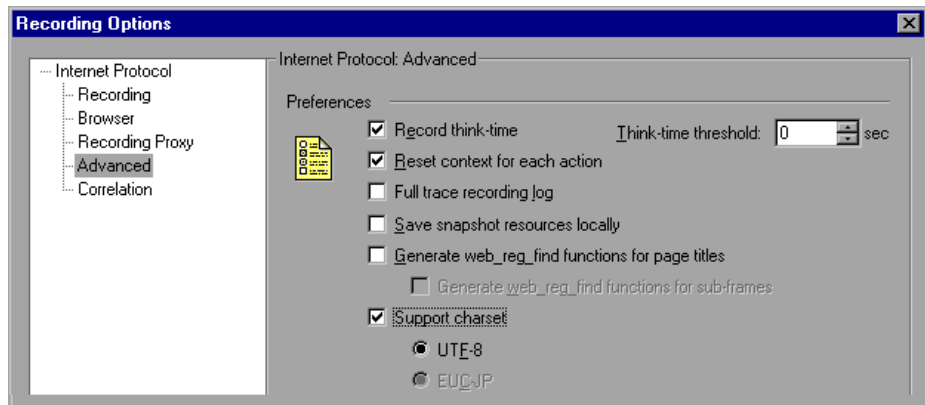 Recording Options
Internet Protocol
Recording
Browser
Recording Proxy
Advanced
Correlation
Internet Protocol: Advanced
Preferences
Record think-time
Think-time threshold: 0 sec
Reset context for each action
Full trace recording log
Save snapshot resources locally
Generate web_reg_find functions for page titles
Generate web_reg_find functions for sub-frames
Support charset
UTF-8
EUC-JP